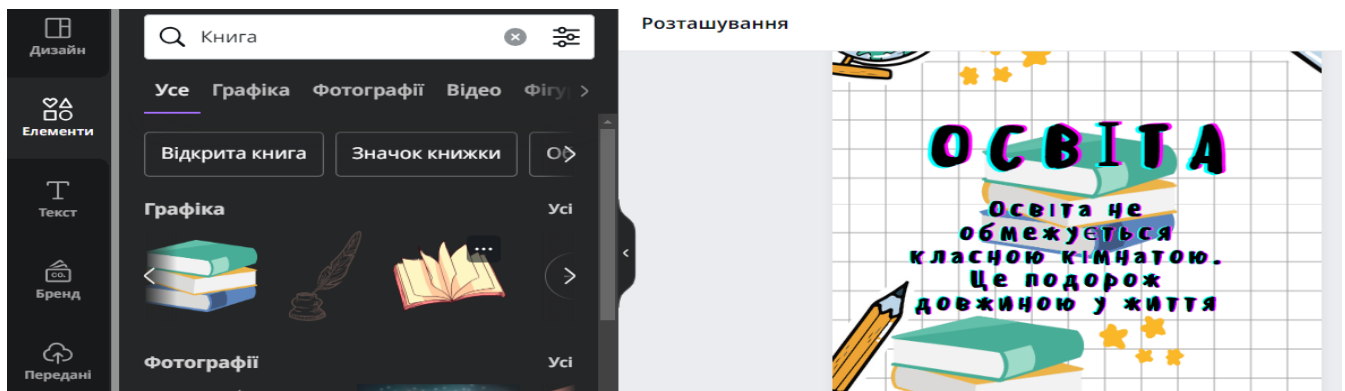 Дизайн
Елементи
Текст
CO.
Бренд
Передані
Книга
Усе Графіка Фотографії Відео
Відкрита книга Значок книжки
Графіка Усі
Фотографії Усі
Розташування
ОСВІТА
Освіта не
обмежується
класною кімнатою.
Це подорож
довжиною у життя